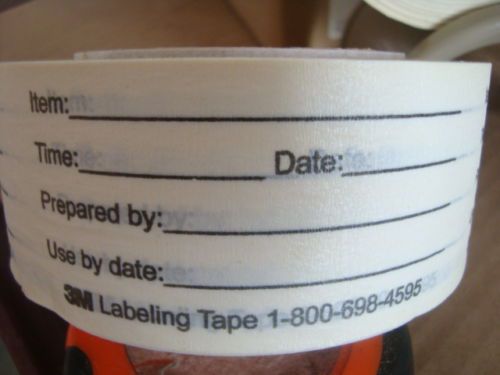 Item:
Time: Date:
Prepared by:
Use by date:
3M Labeling Tape 1-800-698-4595